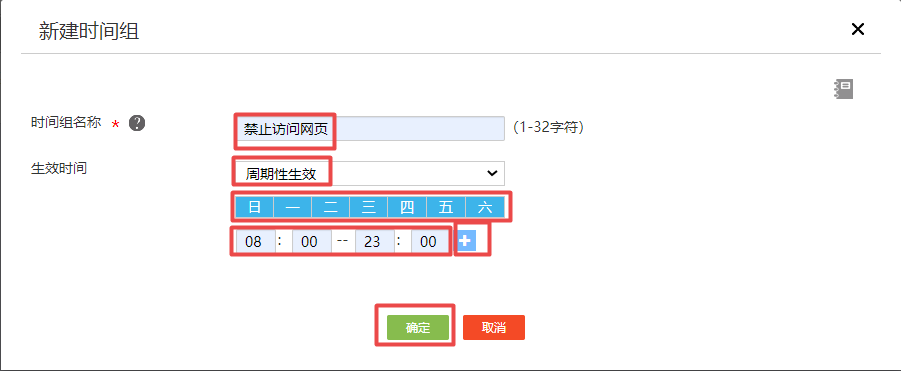 新建时间组
时间组名称 * ? 禁止访问网页 (1-32字符)
生效时间 周期性生效
日 一 二 三 四 五 六
08 : 00 -- 23 : 00
确定 取消